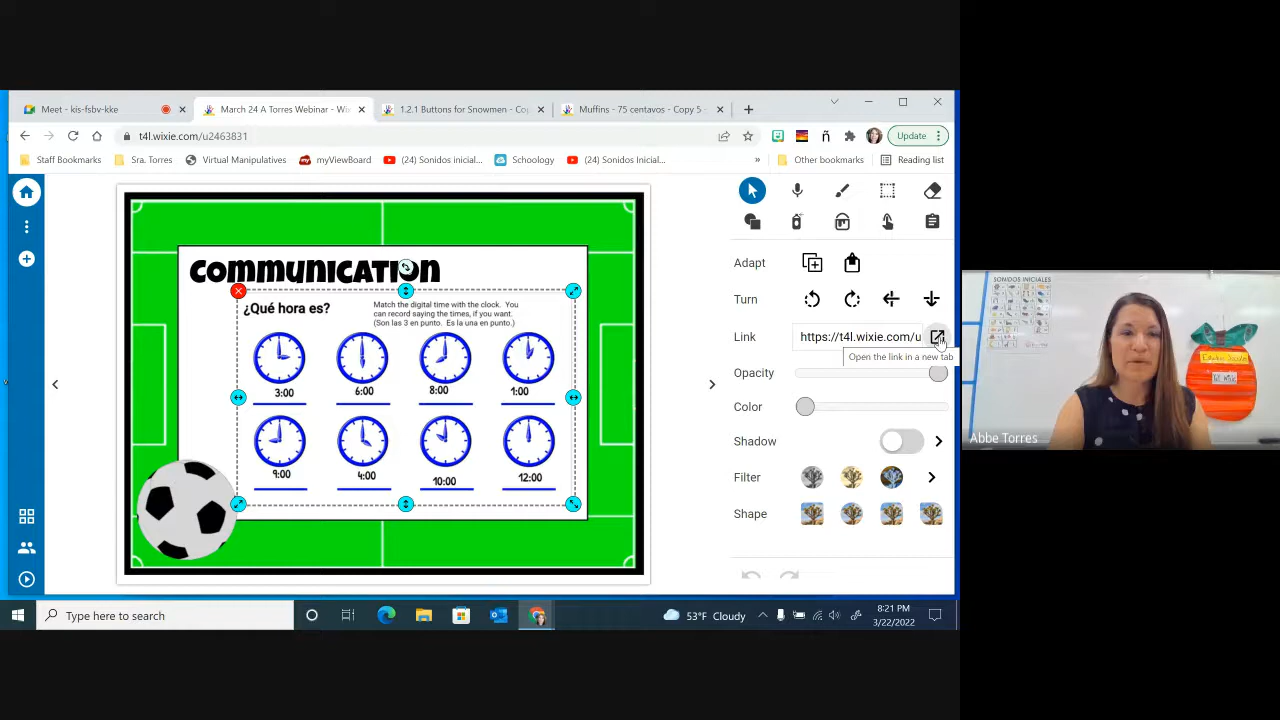 Meet - kis-fsbv-kke
March 24 A Torres Webinar - Wi
1.2.1 Buttons for Snowmen - Co
Muffins - 75 centavos - Copy 5 -
t4l.wixie.com/u2463831
ñ
Update
Staff Bookmarks
Sra. Torres
Virtual Manipulatives
myViewBoard
(24) Sonidos inicial...
Schoology
(24) Sonidos Inicial...
»
Other bookmarks
Reading list
Communication
¿Qué hora es?
Match the digital time with the clock. You
can record saying the times, if you want.
(Son las 3 en punto. Es la una en punto.)
3:00 6:00 8:00 1:00
9:00 4:00 10:00 12:00
Adapt
Turn
Link https://t4l.wixie.com/u
Open the link in a new tab
Opacity
Color
Shadow
Filter
Shape
SONIDOS INICIALES
Abbe Torres
Type here to search
53°F Cloudy
8:21 PM
3/22/2022